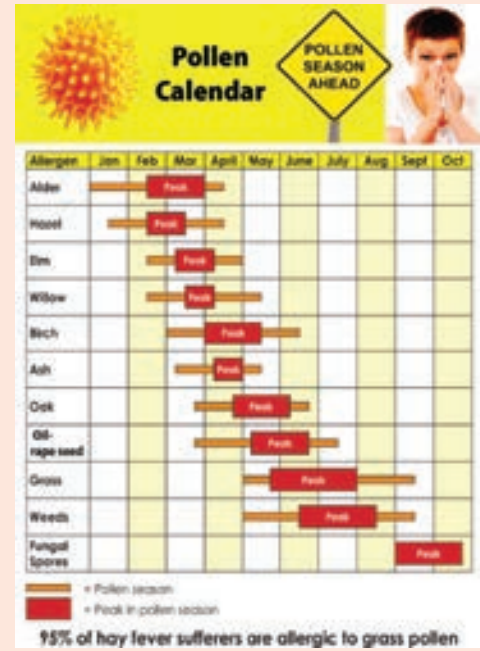 Pollen
Calendar
POLLEN
SEASON
AHEAD
Allergen Jan Feb Mar April May June July Aug Sept Oct
Alder Peak
Hazel Peak
Elm Peak
Willow Peak
Birch Peak
Ash Peak
Oak Peak
Oil-
rape seed Peak
Grass Peak
Weeds Peak
Fungal
Spores Peak
= Pollen season
= Peak in pollen season
95% of hay fever sufferers are allergic to grass pollen